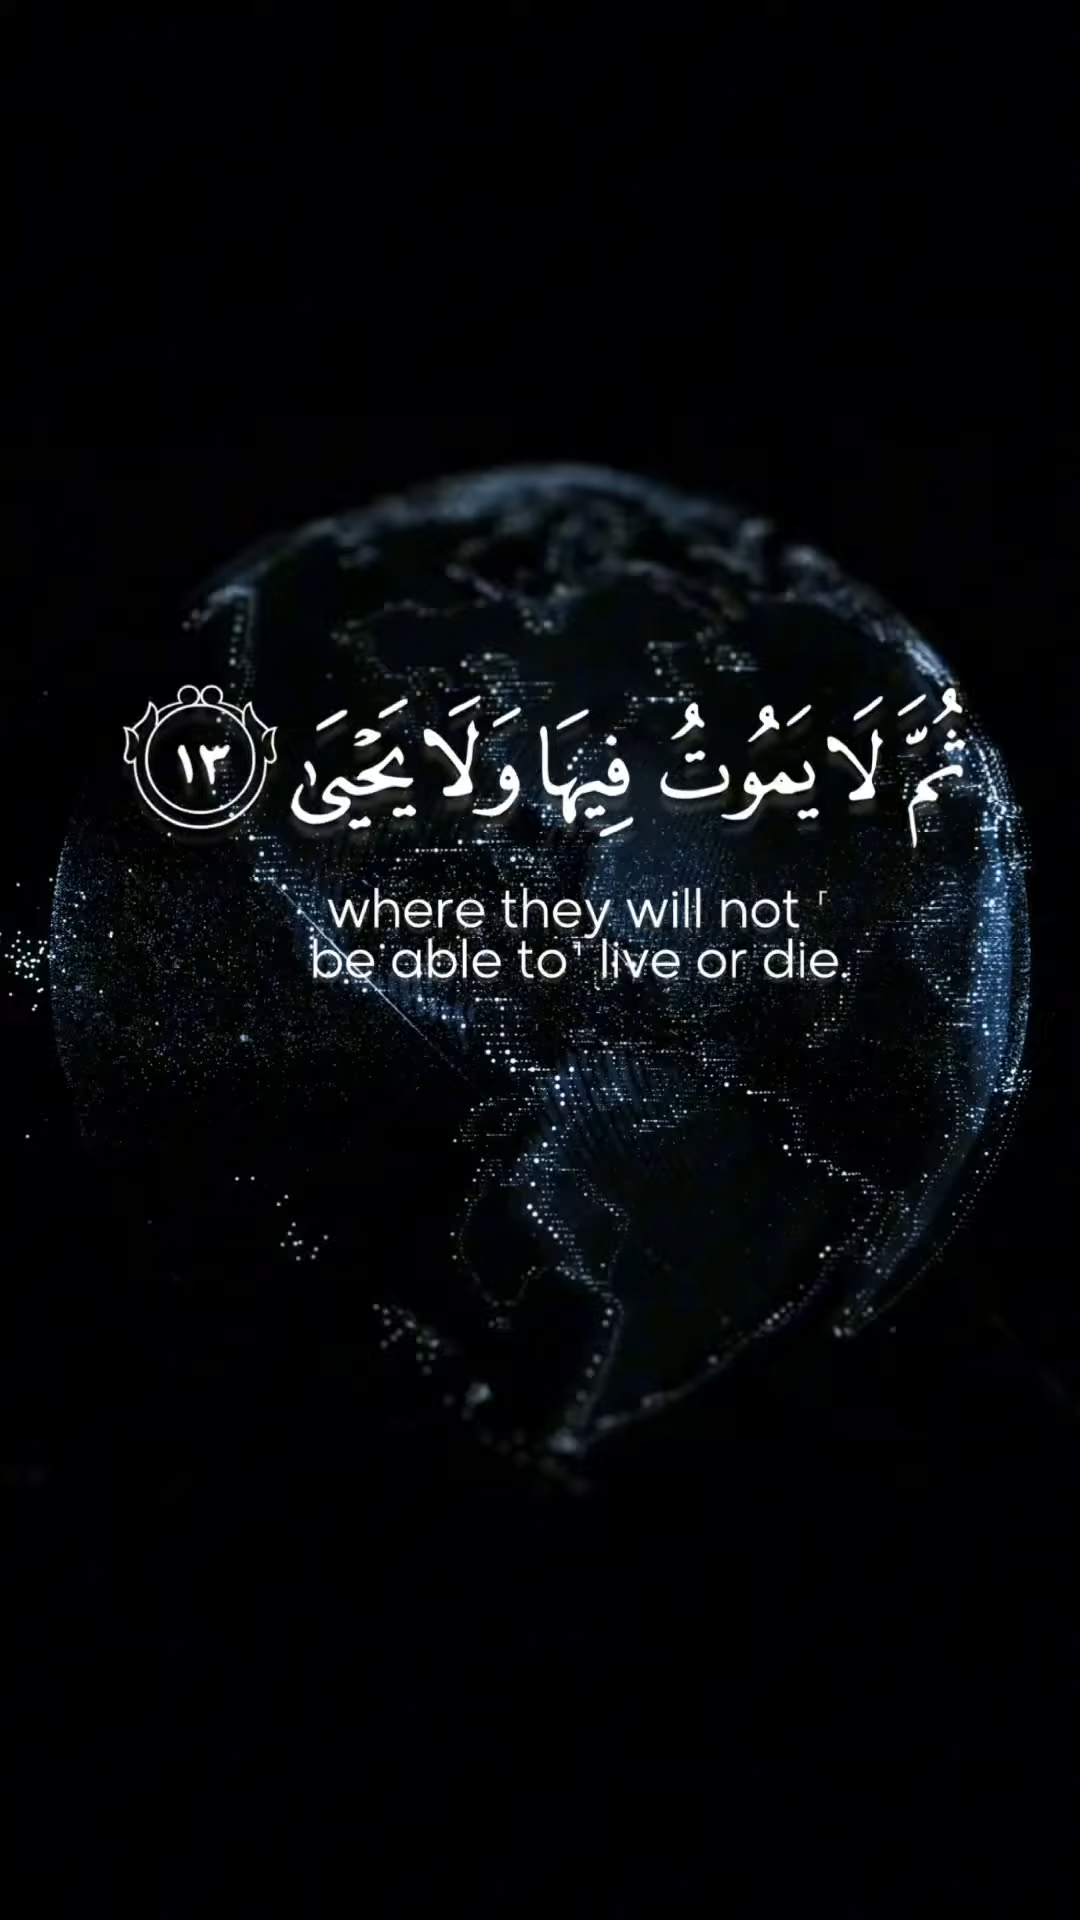 ثُمَّ لَا يَمُوتُ فِيهَا وَلَا يَحْيَىٰ ١٣
where they will not ⸢
be able to⸣ live or die.